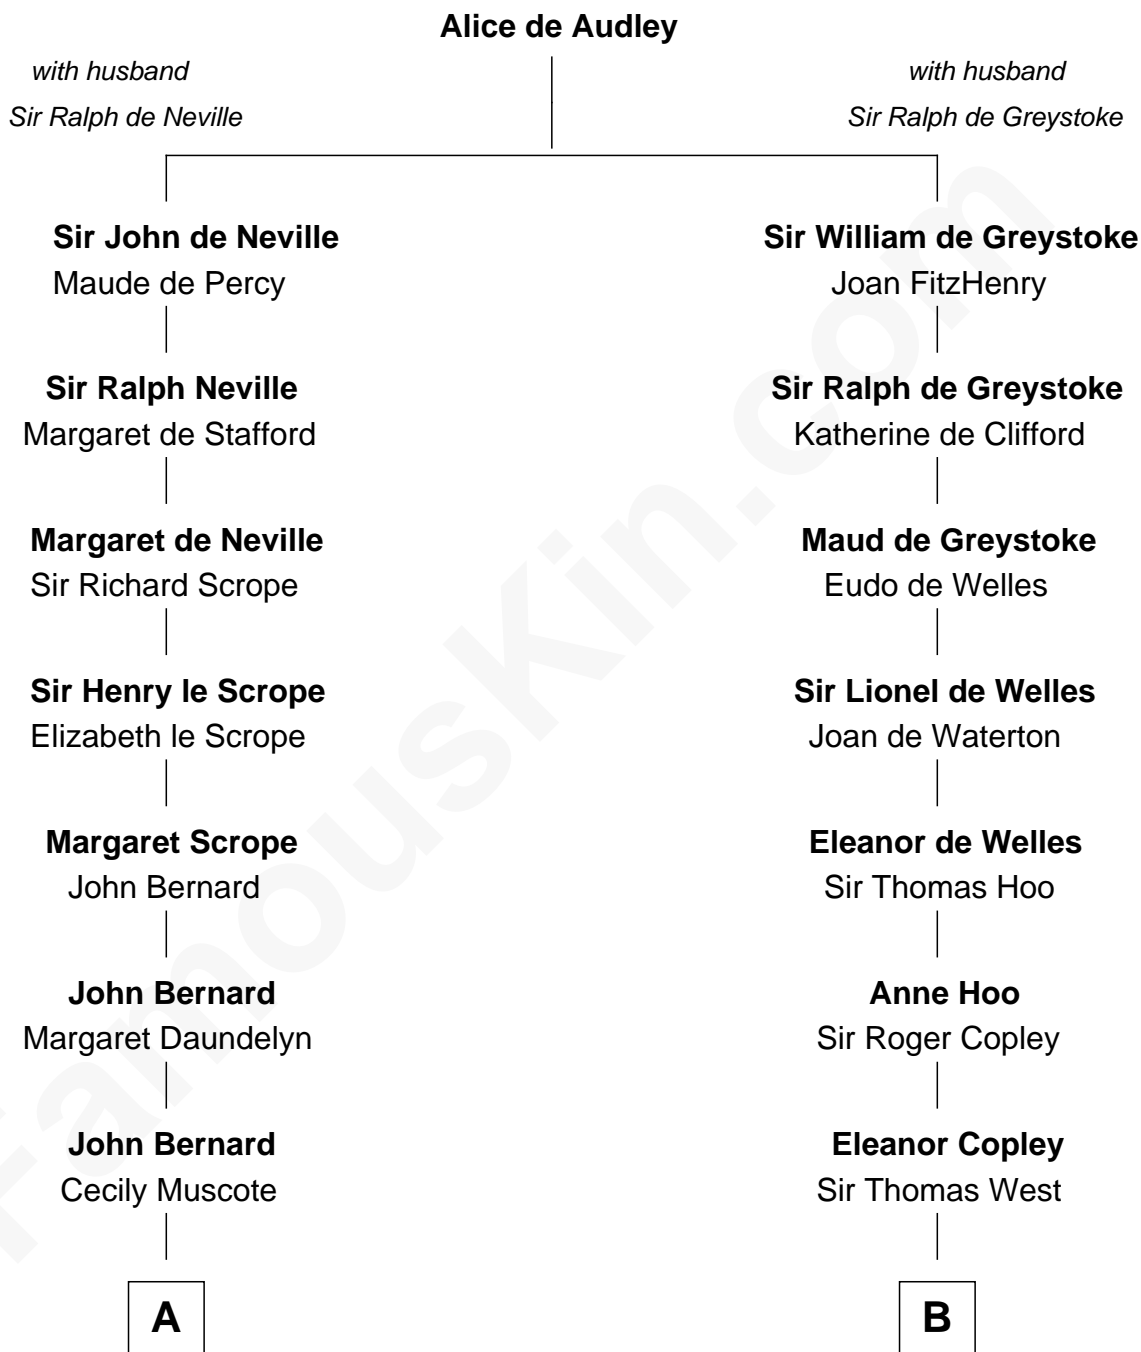 Alice de Audley
with husband
Sir Ralph de Neville
with husband
Sir Ralph de Greystoke
Sir John de Neville
Maude de Percy
Sir William de Greystoke
Joan FitzHenry
Sir Ralph Neville
Margaret de Stafford
Sir Ralph de Greystoke
Katherine de Clifford
Margaret de Neville
Sir Richard Scrope
Maud de Greystoke
Eudo de Welles
Sir Henry le Scrope
Elizabeth le Scrope
Sir Lionel de Welles
Joan de Waterton
Margaret Scrope
John Bernard
Eleanor de Welles
Sir Thomas Hoo
John Bernard
Margaret Daundelyn
Anne Hoo
Sir Roger Copley
John Bernard
Cecily Muscote
Eleanor Copley
Sir Thomas West
A
B
FamousKin.com